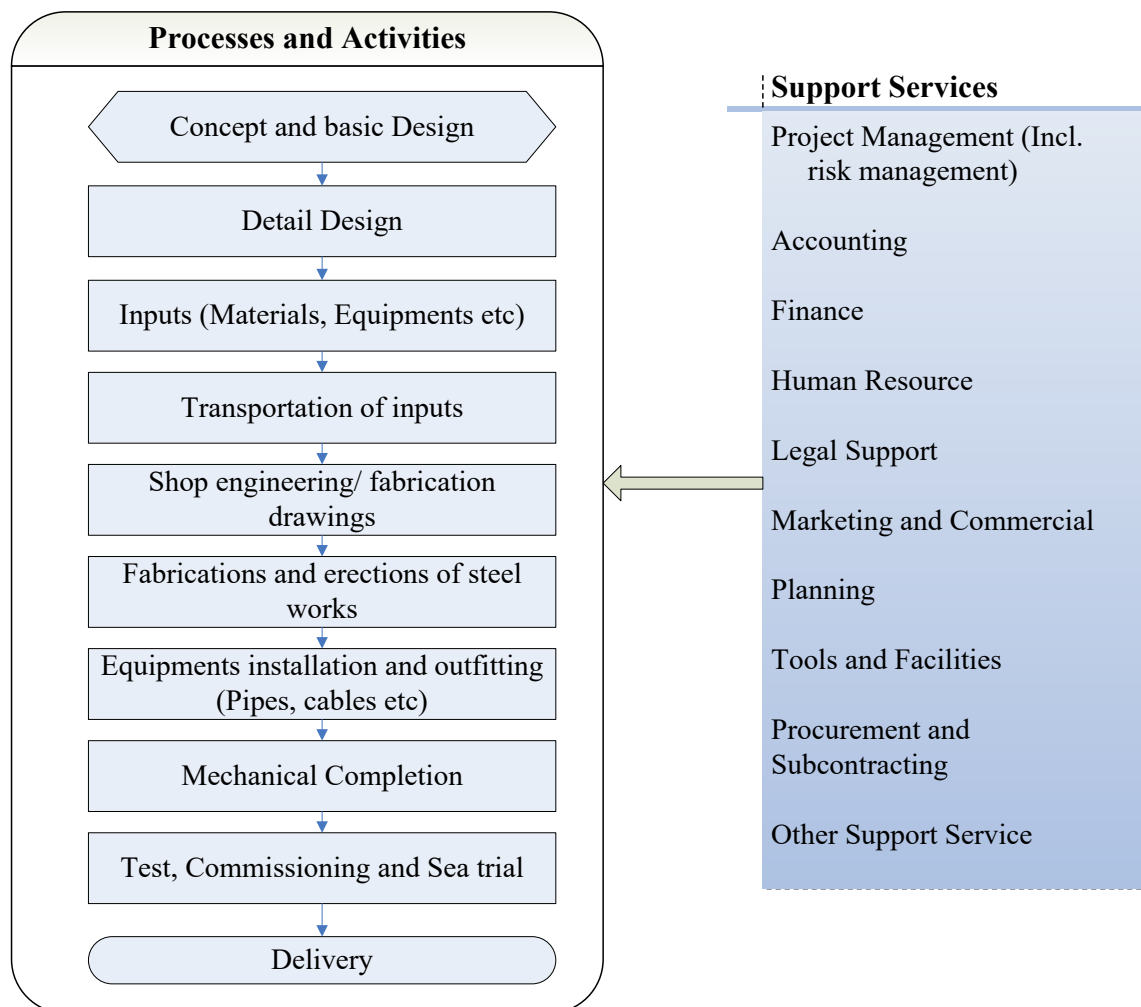 Processes and Activities
Concept and basic Design
Detail Design
Inputs (Materials, Equipments etc)
Transportation of inputs
Shop engineering/ fabrication
drawings
Fabrications and erections of steel
works
Equipments installation and outfitting
(Pipes, cables etc)
Mechanical Completion
Test, Commissioning and Sea trial
Delivery
Support Services
Project Management (Incl.
risk management)
Accounting
Finance
Human Resource
Legal Support
Marketing and Commercial
Planning
Tools and Facilities
Procurement and
Subcontracting
Other Support Service